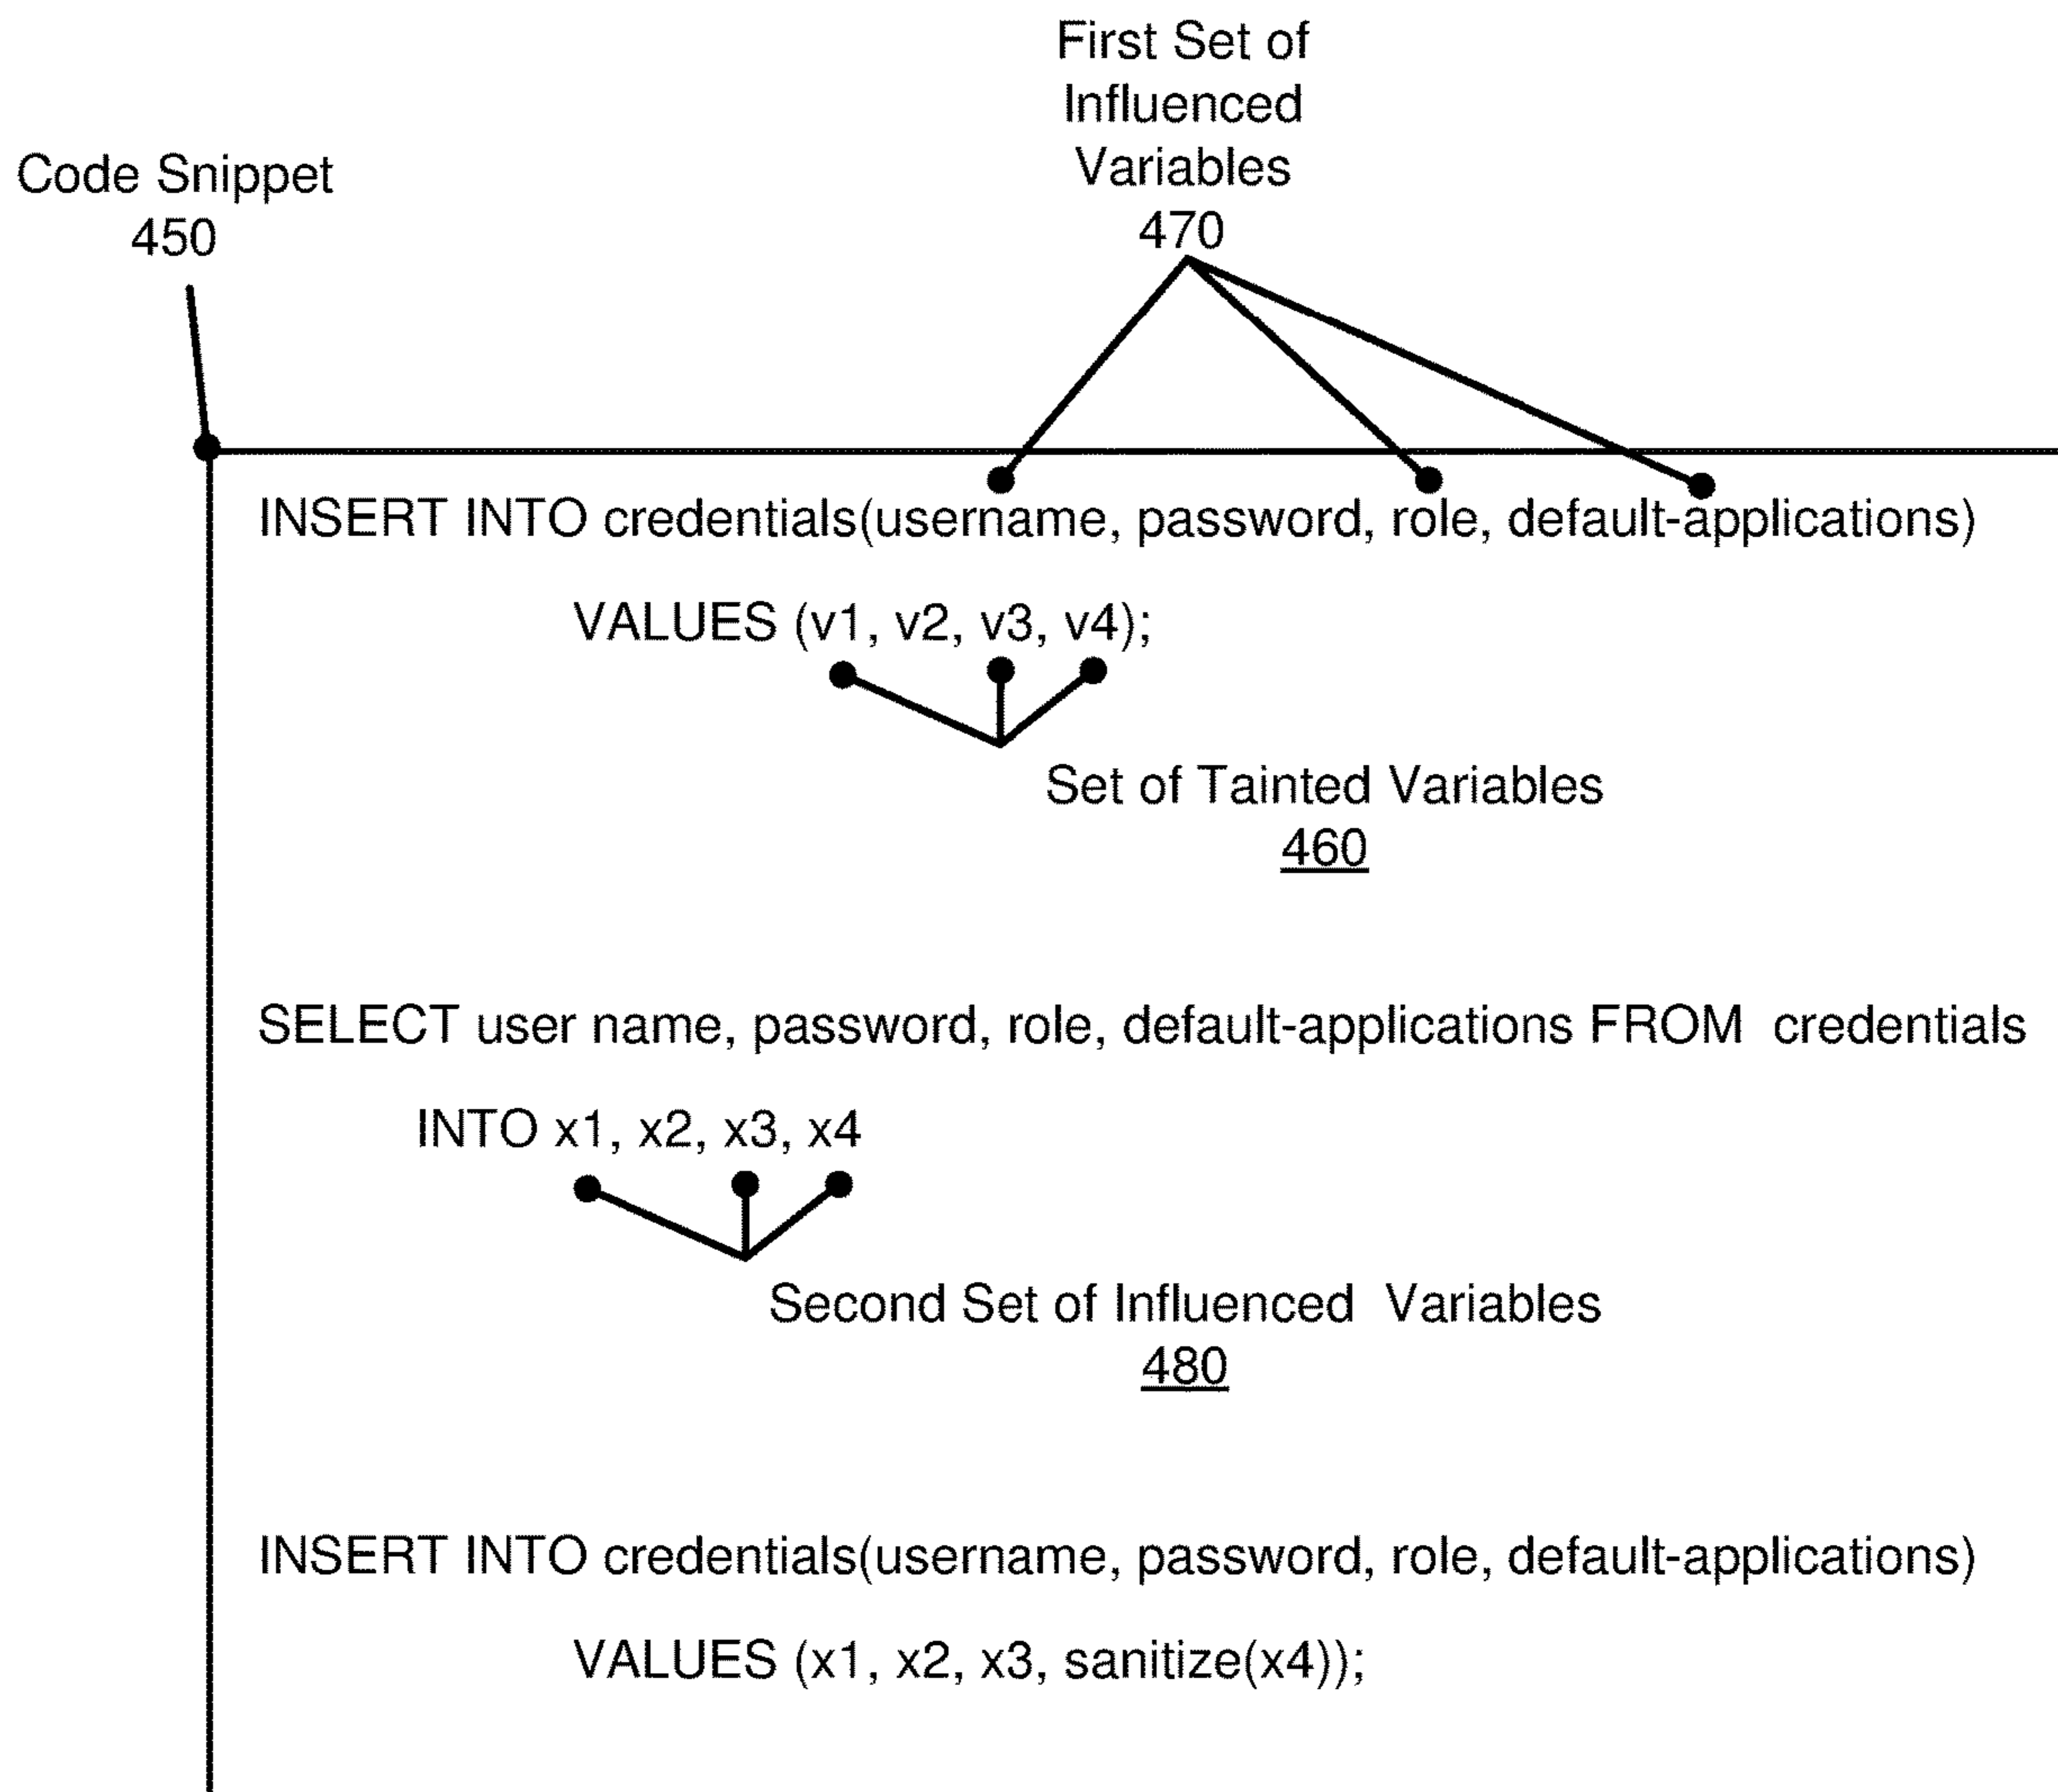 First Set of
Influenced
Variables
470
Code Snippet
450
INSERT INTO credentials(username, password, role, default-applications)
VALUES (v1, v2, v3, v4);
Set of Tainted Variables
460
SELECT user name, password, role, default-applications FROM credentials
INTO x1, x2, x3, x4
Second Set of Influenced Variables
480
INSERT INTO credentials(username, password, role, default-applications)
VALUES (x1, x2, x3, sanitize(x4));